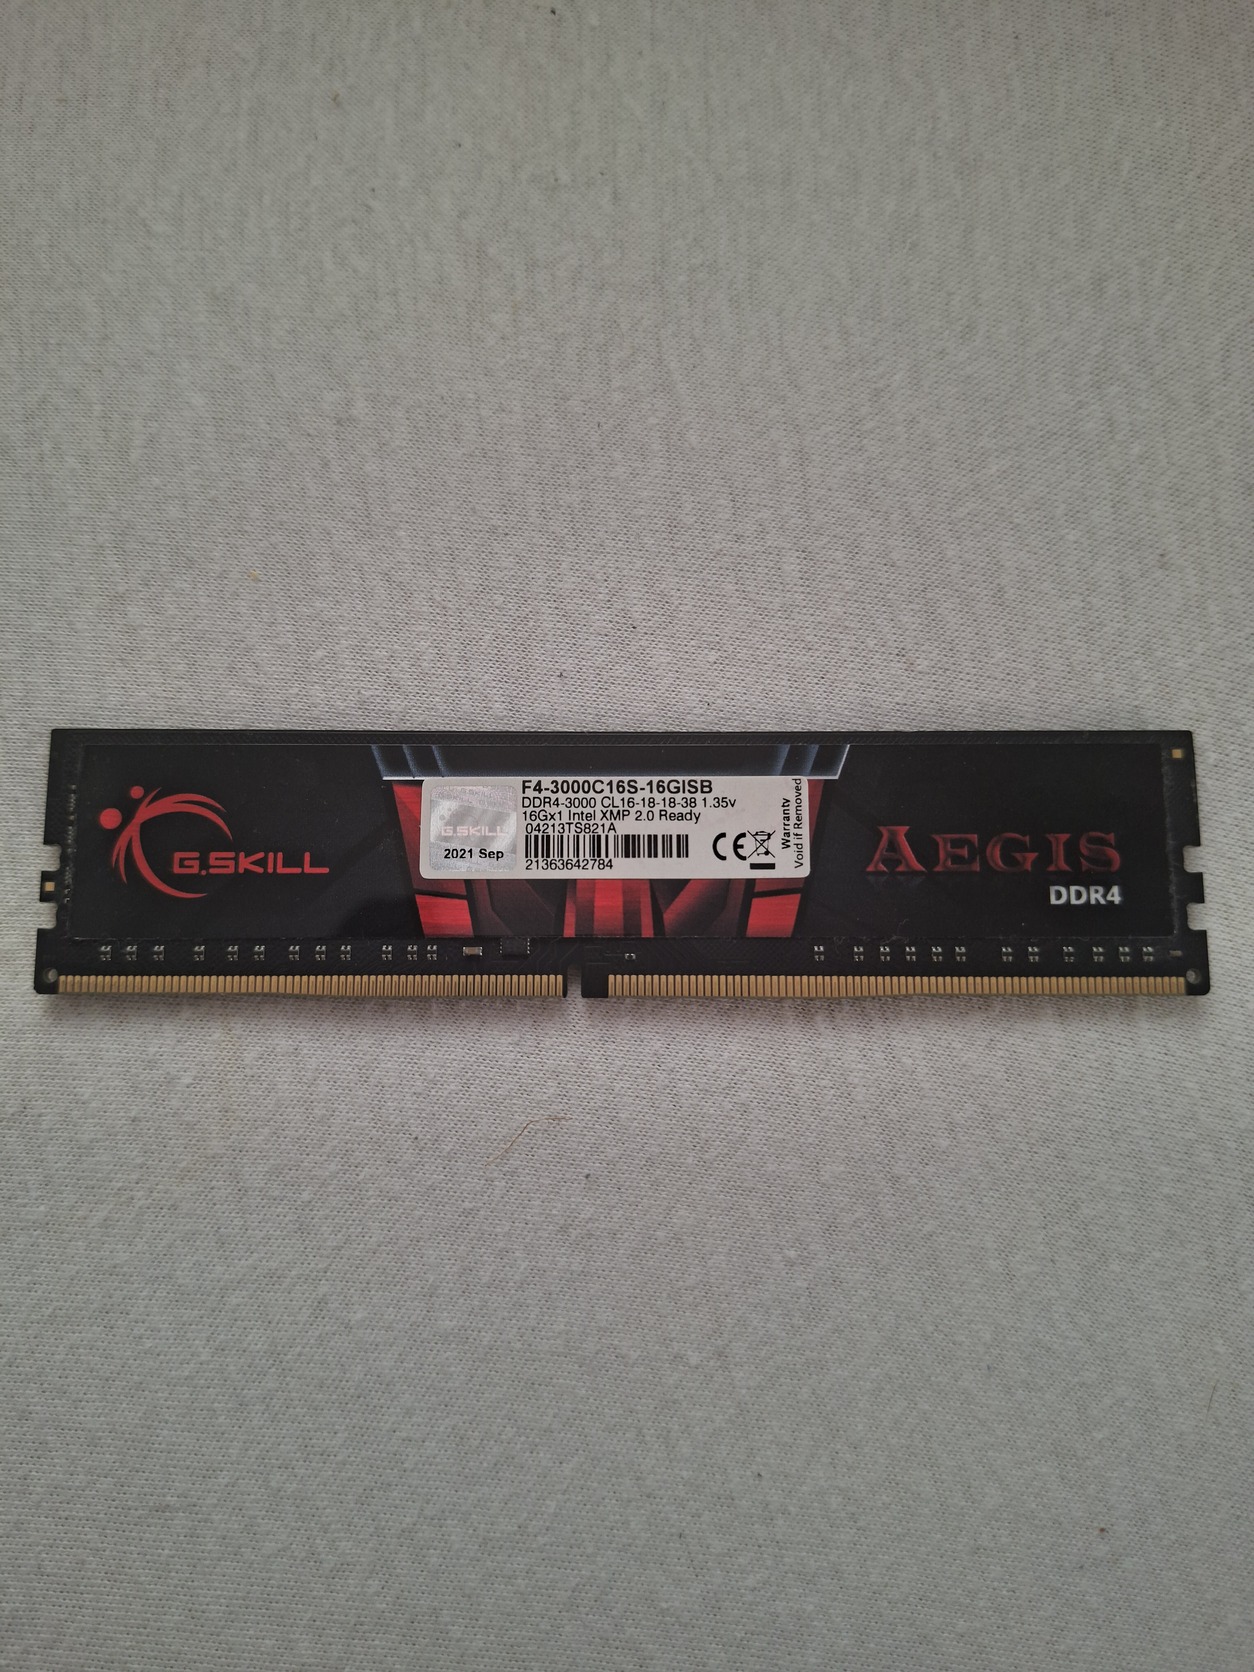 G.SKILL
G.SKILL
2021 Sep
F4-3000C16S-16GISB
DDR4-3000 CL16-18-18-38 1.35v
16Gx1 Intel XMP 2.0 Ready
04213TS821A
21363642784
CE
Warranty
Void if Removed
AEGIS
DDR4